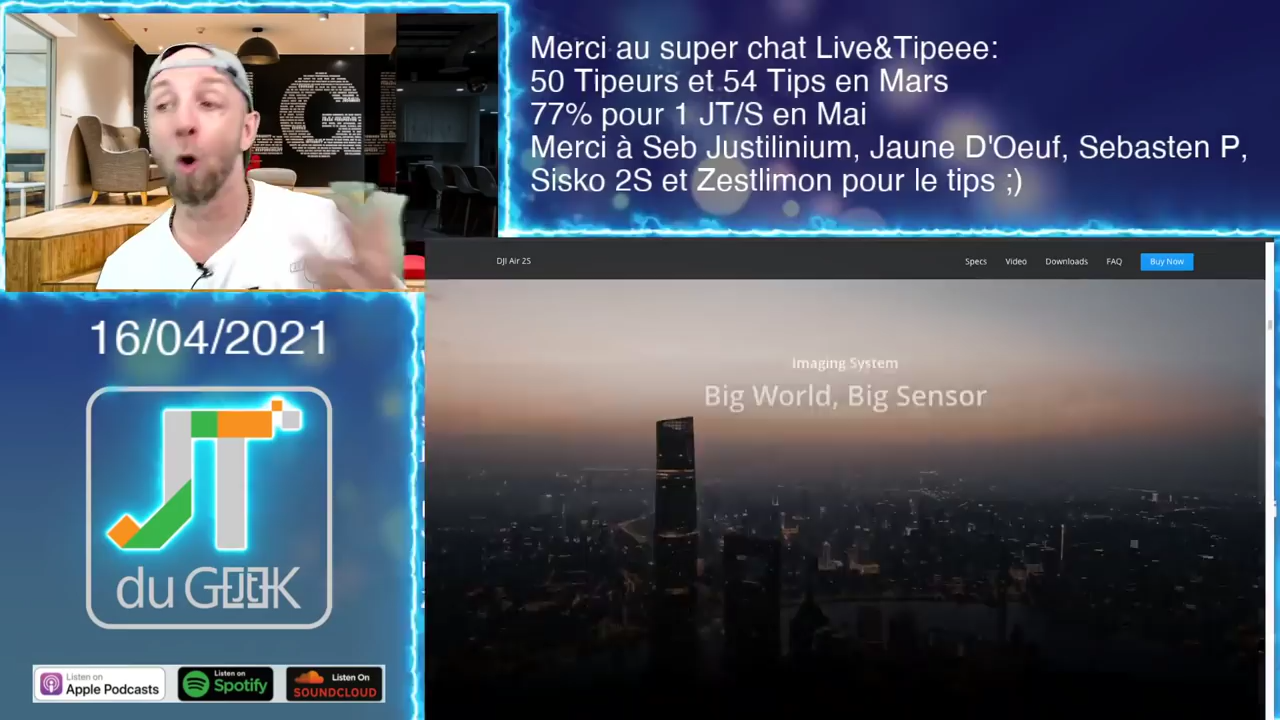 Merci au super chat Live&Tipeee:
50 Tipeurs et 54 Tips en Mars
77% pour 1 JT/S en Mai
Merci à Seb Justilinium, Jaune D'Oeuf, Sebasten P,
Sisko 2S et Zestlimon pour le tips ;)
DJI Air 2S
Specs
Video
Downloads
FAQ
Buy Now
Imaging System
Big World, Big Sensor
16/04/2021
JT
du GEEK
Listen on
Apple Podcasts
Listen on
Spotify
Listen On
SOUNDCLOUD